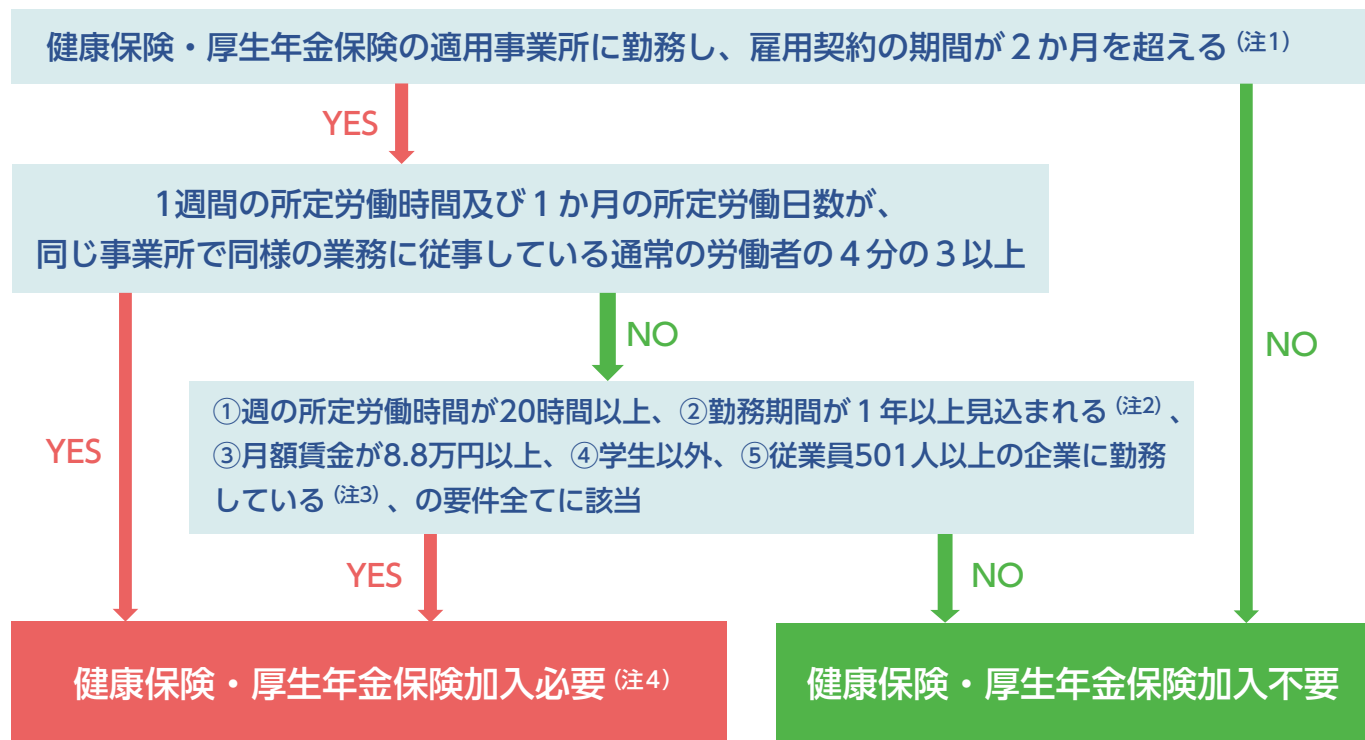 健康保険・厚生年金保険の適用事業所に勤務し、雇用契約の期間が２か月を超える（注1）
YES
1週間の所定労働時間及び１か月の所定労働日数が、
同じ事業所で同様の業務に従事している通常の労働者の４分の３以上
NO
NO
YES
①週の所定労働時間が20時間以上、②勤務期間が１年以上見込まれる（注2）、
③月額賃金が8.8万円以上、④学生以外、⑤従業員501人以上の企業に勤務
している（注3）、の要件全てに該当
YES
NO
健康保険・厚生年金保険加入必要（注4）
健康保険・厚生年金保険加入不要